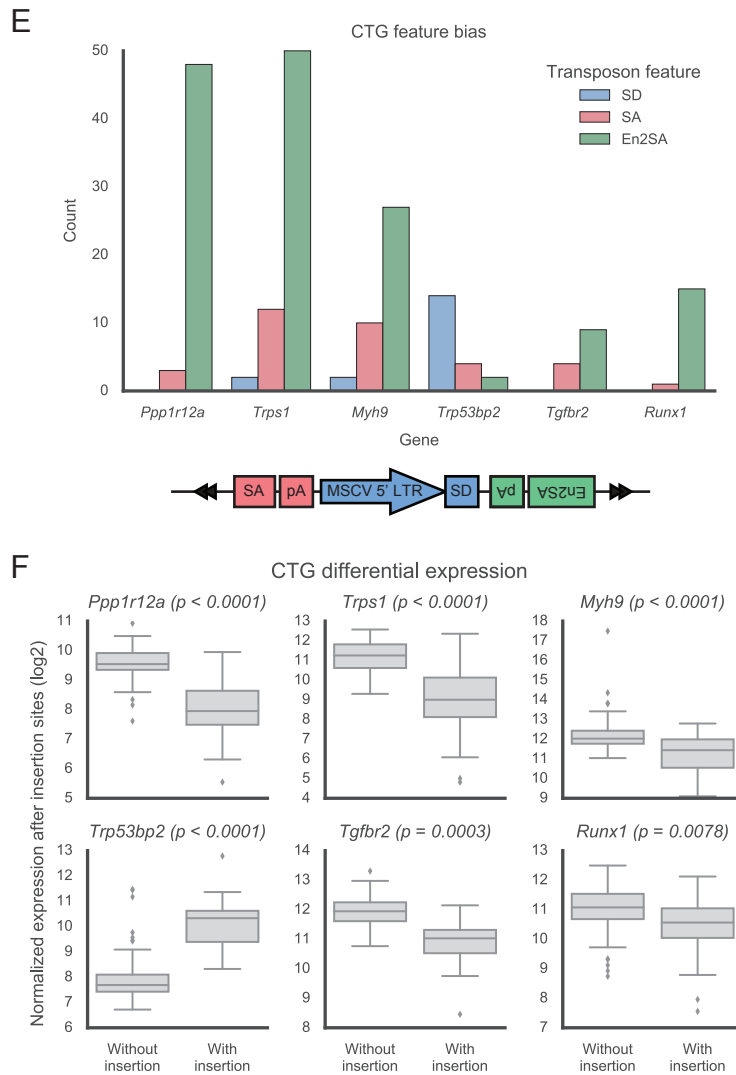 E
CTG feature bias
Transposon feature
SD
SA
En2SA
Count
50
40
30
20
10
0
Ppp1r12a Trps1 Myh9 Trp53bp2 Tgfbr2 Runx1
Gene
SA pA MSCV 5' LTR SD pA En2SA
F
CTG differential expression
Normalized expression after insertion sites (log2)
Ppp1r12a (p < 0.0001)
11
10
9
8
7
6
5
Trps1 (p < 0.0001)
13
12
11
10
9
8
7
6
5
4
Myh9 (p < 0.0001)
18
17
16
15
14
13
12
11
10
9
Trp53bp2 (p < 0.0001)
13
12
11
10
9
8
7
6
Tgfbr2 (p = 0.0003)
14
13
12
11
10
9
8
Runx1 (p = 0.0078)
13
12
11
10
9
8
7
Without With Without With Without With
insertion insertion insertion insertion insertion insertion